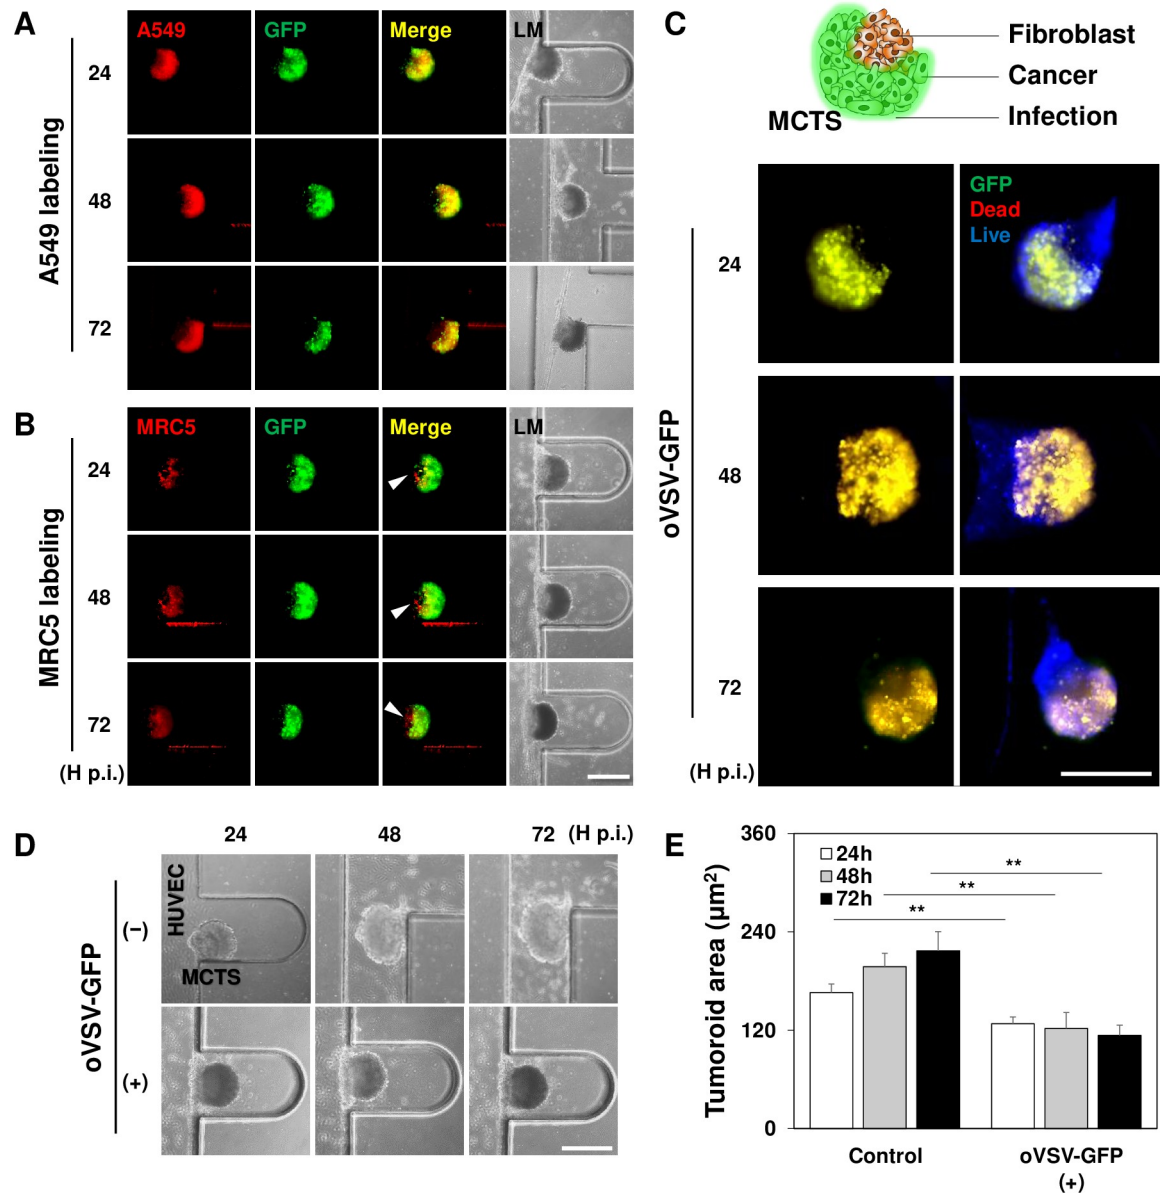 A
A549 labeling
A549
GFP
Merge
LM
24
48
72
B
MRC5 labeling
MRC5
GFP
Merge
LM
24
48
72
(H p.i.)
C
Fibroblast
Cancer
Infection
MCTS
oVSV-GFP
GFP
Dead
Live
24
48
72
(H p.i.)
D
24
48
72 (H p.i.)
oVSV-GFP
(−)
(+)
HUVEC
MCTS
E
Tumoroid area (µm²)
360
240
120
0
24h
48h
72h
**
**
**
Control
oVSV-GFP
(+)